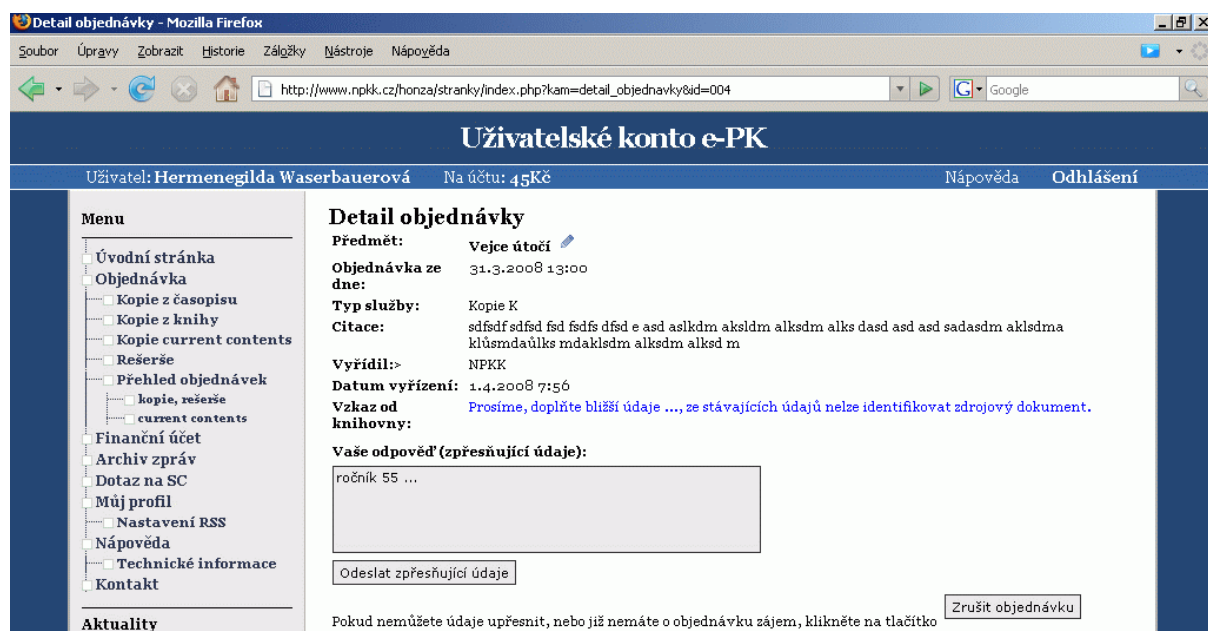 Detail objednávky - Mozilla Firefox
Soubor Úpravy Zobrazit Historie Záložky Nástroje Nápověda
http://www.npkk.cz/honza/stranky/index.php?kam=detail_objednavky&id=004 G Google
Uživatelské konto e-PK
Uživatel: Hermenegilda Waserbauerová Na účtu: 45Kč Nápověda Odhlášení
Menu
Úvodní stránka
Objednávka
Kopie z časopisu
Kopie z knihy
Kopie current contents
Rešerše
Přehled objednávek
kopie, rešerše
current contents
Finanční účet
Archiv zpráv
Dotaz na SC
Můj profil
Nastavení RSS
Nápověda
Technické informace
Kontakt
Aktuality
Detail objednávky
Předmět: Vejce útočí
Objednávka ze 31.3.2008 13:00
dne:
Typ služby: Kopie K
Citace: sdfsdf sdfsd fsd fsdfs dfsd e asd aslkdm aksldm alksdm alks dasd asd asd sadasdm aklsdma
klůsmdaůlks mdaklsdm alksdm alksd m
Vyřídil:> NPKK
Datum vyřízení: 1.4.2008 7:56
Vzkaz od Prosíme, doplňte bližší údaje ..., ze stávajících údajů nelze identifikovat zdrojový dokument.
knihovny:
Vaše odpověď (zpřesňující údaje):
ročník 55 ...
Odeslat zpřesňující údaje
Zrušit objednávku
Pokud nemůžete údaje upřesnit, nebo již nemáte o objednávku zájem, klikněte na tlačítko